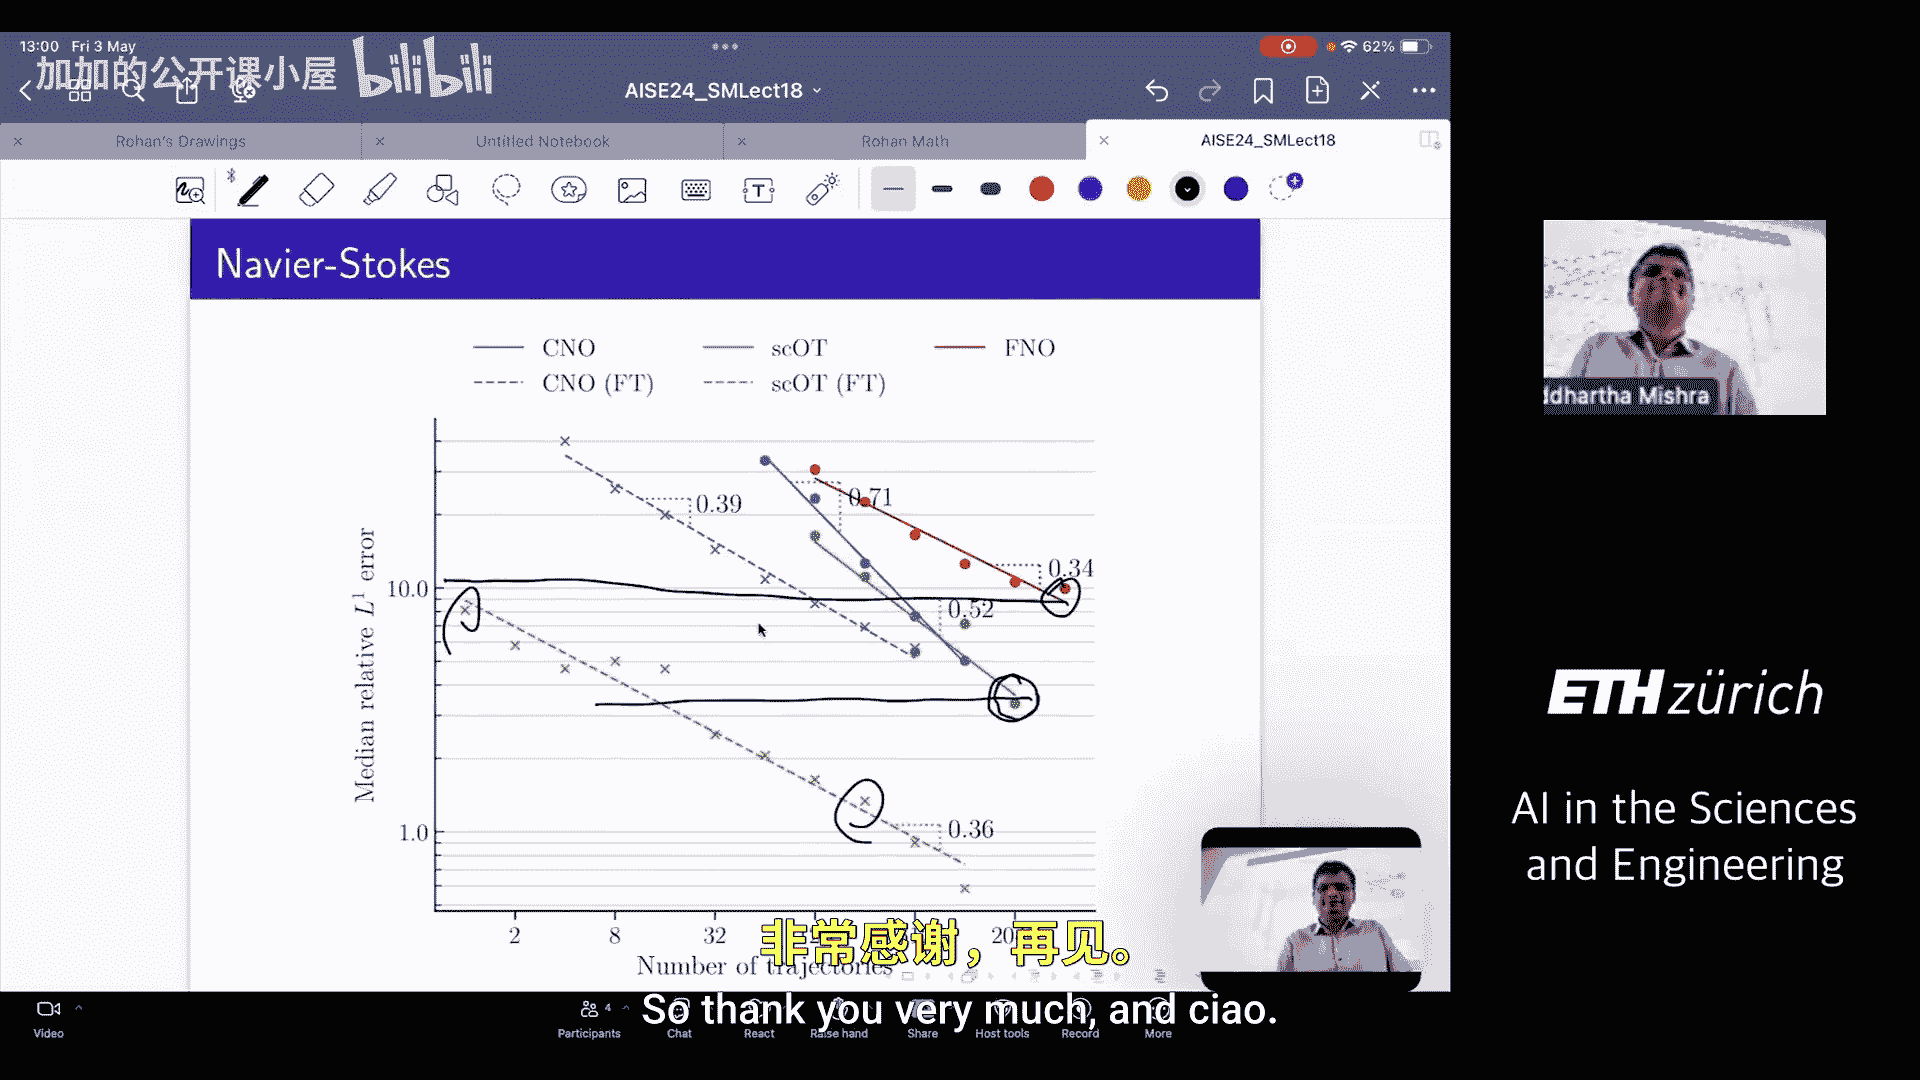 13:00 Fri 3 May
62%
加加的公开课小屋 bilibili
AISE24_SMLect18
Rohan's Drawings
Untitled Notebook
Rohan Math
AISE24_SMLect18
Navier-Stokes
CNO
scOT
FNO
CNO (FT)
scOT (FT)
0.39
0.71
0.34
0.52
0.36
10.0
1.0
Median relative L¹ error
2
8
32
Number of trajectories
ddhartha Mishra
ETH zürich
AI in the Sciences
and Engineering
非常感谢，再见。
So thank you very much, and ciao.
Video
Participants
4
Chat
React
Raise hand
Share
Host tools
Record
More